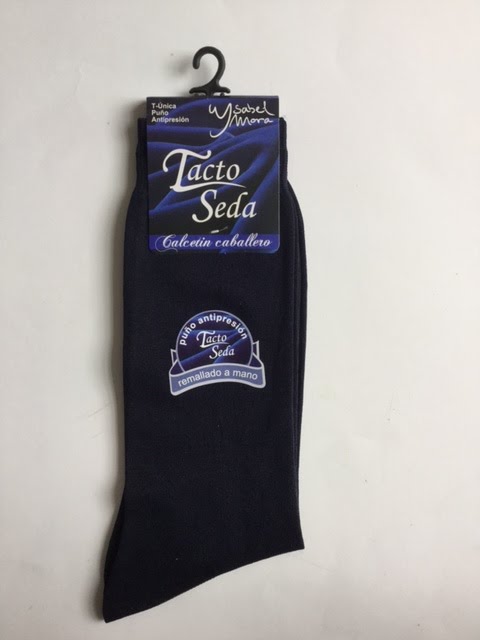 T-Única
Puño
Antipresión
Ysabel
Mora
Tacto
Seda
Calcetín caballero
puño antipresión
Tacto
Seda
remallado a mano